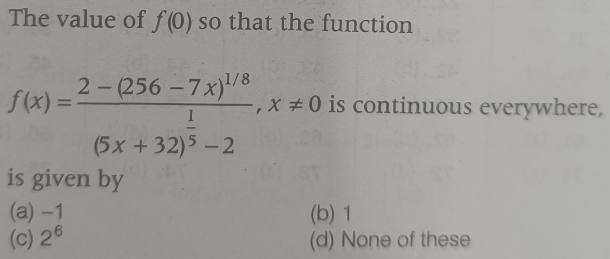 The value of f(0) so that the function
f(x) = \frac{2 - (256 - 7x)^{1/8}}{(5x + 32)^{\frac{1}{5}} - 2}, x ≠ 0 is continuous everywhere,
is given by
(a) –1 (b) 1
(c) 2^6 (d) None of these